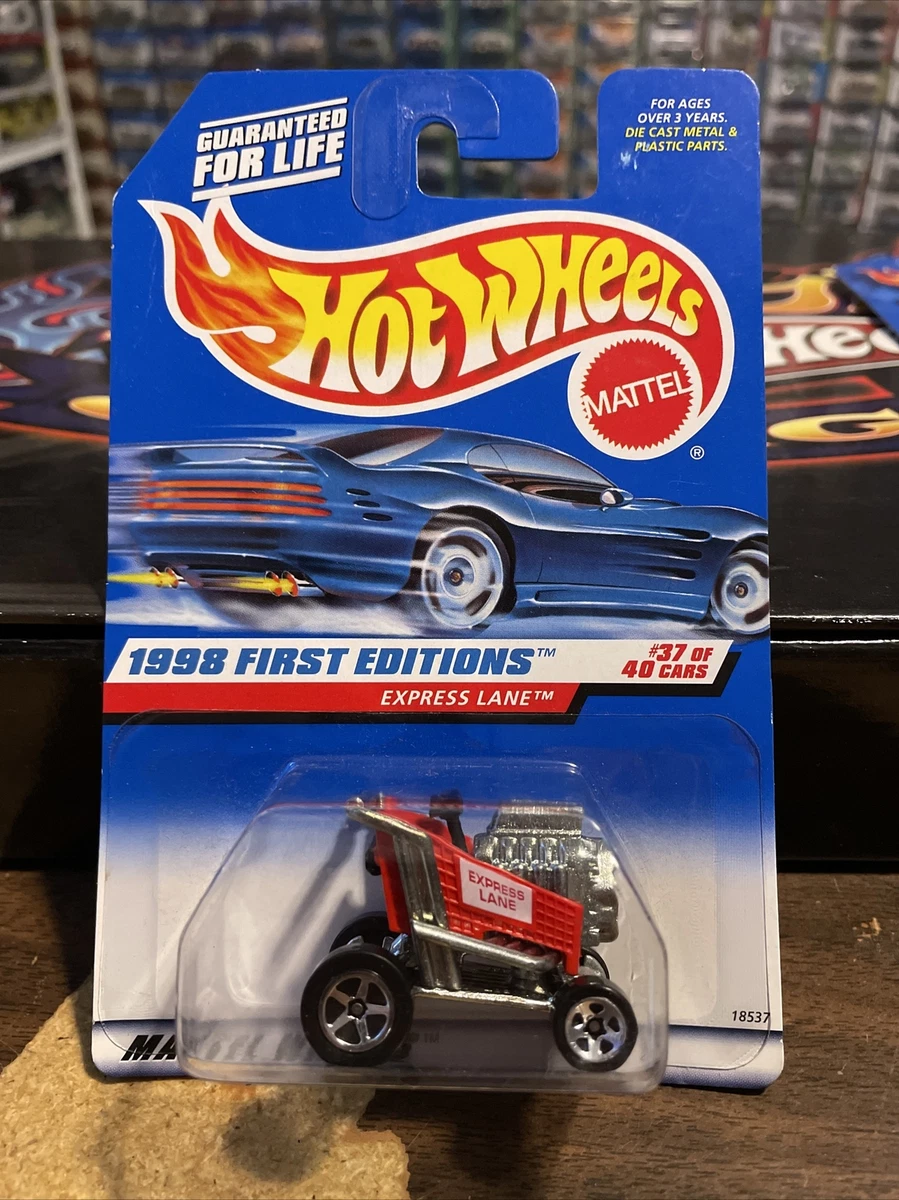 GUARANTEED
FOR LIFE
FOR AGES
OVER 3 YEARS.
DIE CAST METAL &
PLASTIC PARTS.
HOT WHEELS
MATTEL
®
1998 FIRST EDITIONS™
#37 OF
40 CARS
EXPRESS LANE™
EXPRESS
LANE
18537